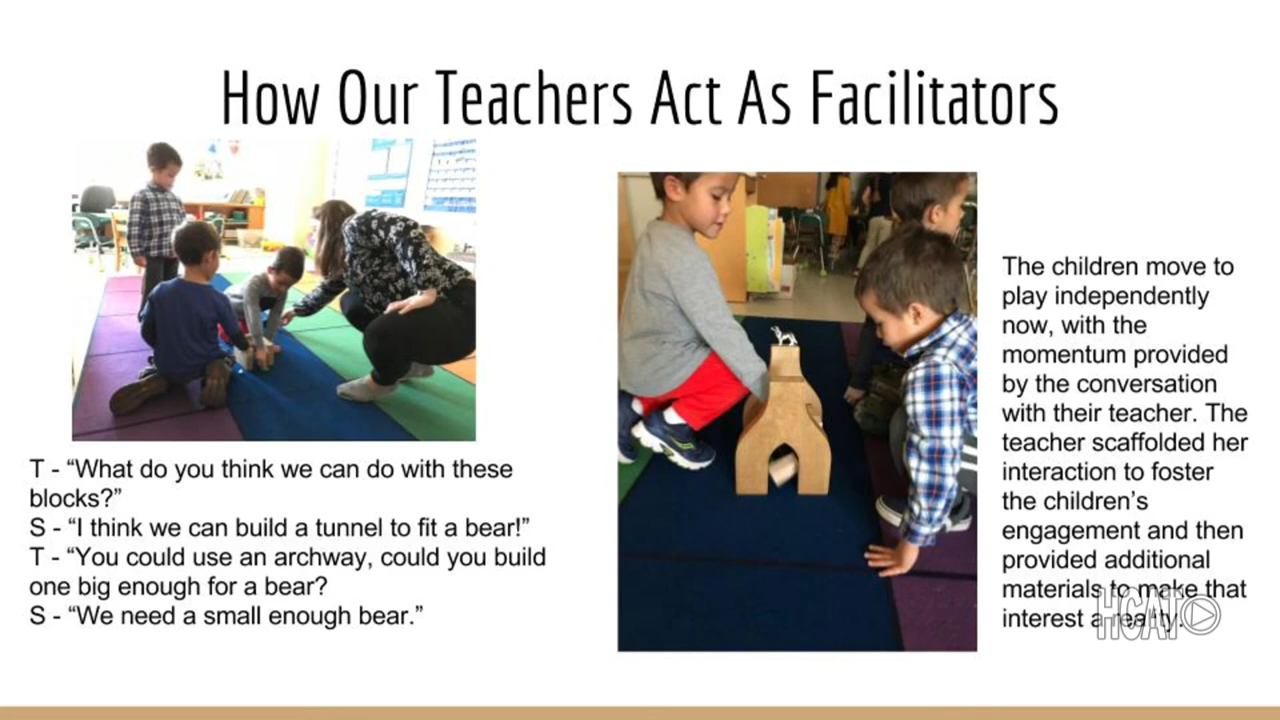 How Our Teachers Act As Facilitators
T - “What do you think we can do with these
blocks?”
S - “I think we can build a tunnel to fit a bear!”
T - “You could use an archway, could you build
one big enough for a bear?
S - “We need a small enough bear.”
The children move to
play independently
now, with the
momentum provided
by the conversation
with their teacher. The
teacher scaffolded her
interaction to foster
the children’s
engagement and then
provided additional
materials to make that
interest a reality.
HCAT